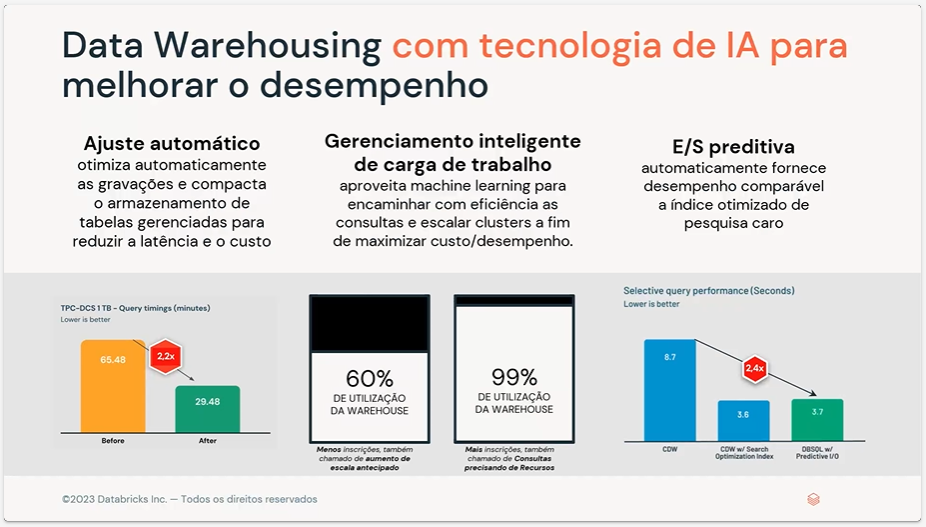 Data Warehousing com tecnologia de IA para
melhorar o desempenho
Ajuste automático
otimiza automaticamente
as gravações e compacta
o armazenamento de
tabelas gerenciadas para
reduzir a latência e o custo
Gerenciamento inteligente
de carga de trabalho
aproveita machine learning para
encaminhar com eficiência as
consultas e escalar clusters a fim
de maximizar custo/desempenho.
E/S preditiva
automaticamente fornece
desempenho comparável
a índice otimizado de
pesquisa caro
TPC-DCS 1 TB - Query timings (minutes)
Lower is better
65.48
2,2x
29.48
Before
After
60%
DE UTILIZAÇÃO
DA WAREHOUSE
Menos inscrições, também
chamado de aumento de
escala antecipado
99%
DE UTILIZAÇÃO
DA WAREHOUSE
Mais inscrições, também
chamado de Consultas
precisando de Recursos
Selective query performance (Seconds)
Lower is better
8.7
2,4x
3.6
3.7
CDW
CDW w/ Search
Optimization Index
DBSQL w/
Predictive I/O
©2023 Databricks Inc. — Todos os direitos reservados